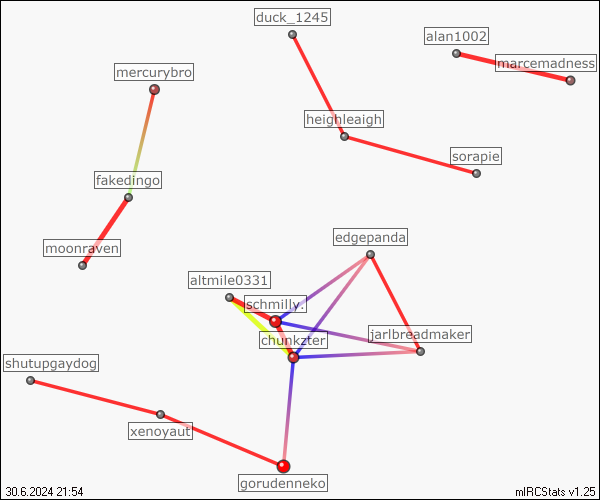 duck_1245
alan1002
marcemadness
mercurybro
heighleaigh
sorapie
fakedingo
edgepanda
moonraven
altmile0331
schmilly.
chunkzter
jarlbreadmaker
shutupgaydog
xenoyaut
gorudenneko
30.6.2024 21:54
mIRCStats v1.25